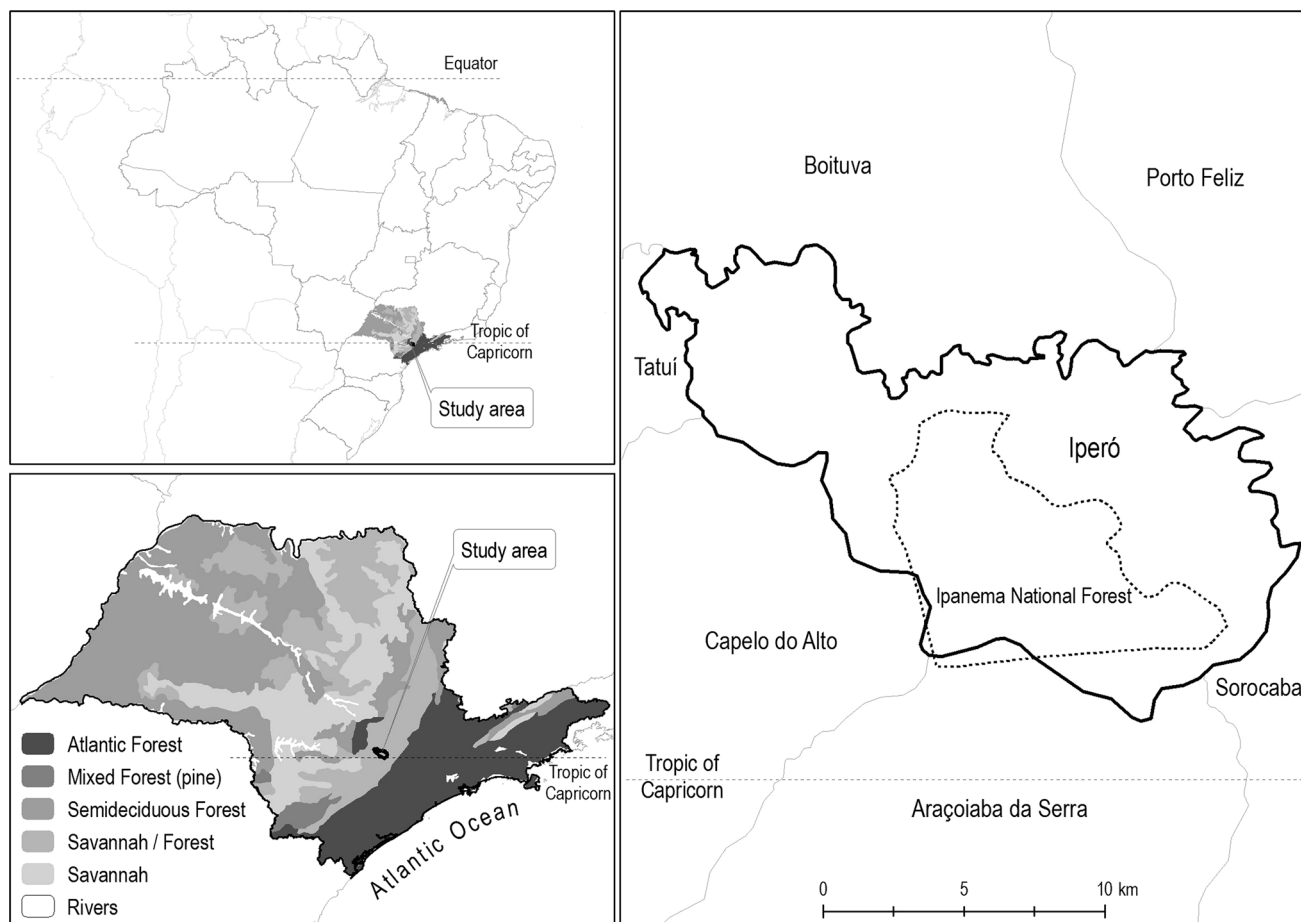 Equator
Tropic of
Capricorn
Study area
Study area
Atlantic Forest
Mixed Forest (pine)
Semideciduous Forest
Savannah / Forest
Savannah
Rivers
Tropic of
Capricorn
Atlantic Ocean
Boituva
Porto Feliz
Tatuí
Iperó
Ipanema National Forest
Capelo do Alto
Sorocaba
Tropic of
Capricorn
Araçoiaba da Serra
0 5 10 km